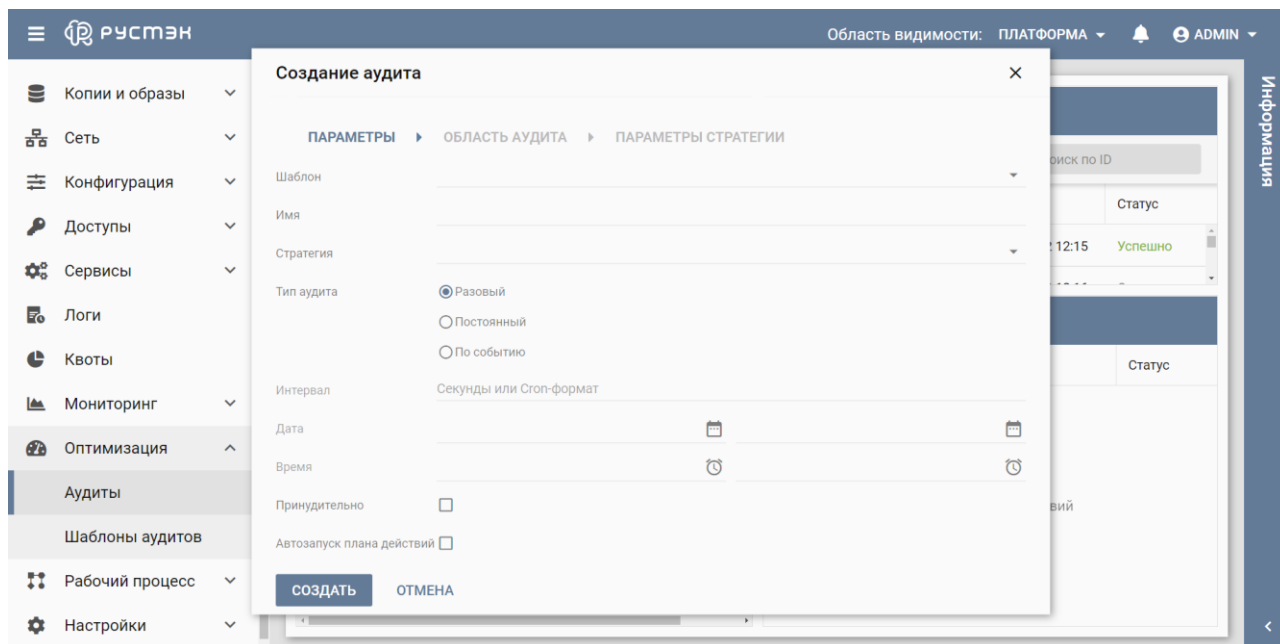 РУСТЭК
Область видимости: ПЛАТФОРМА
ADMIN
Копии и образы
Сеть
Конфигурация
Доступы
Сервисы
Логи
Квоты
Мониторинг
Оптимизация
Аудиты
Шаблоны аудитов
Рабочий процесс
Настройки
Создание аудита
ПАРАМЕТРЫ
ОБЛАСТЬ АУДИТА
ПАРАМЕТРЫ СТРАТЕГИИ
Шаблон
Имя
Стратегия
Тип аудита
Разовый
Постоянный
По событию
Интервал
Секунды или Cron-формат
Дата
Время
Принудительно
Автозапуск плана действий
СОЗДАТЬ
ОТМЕНА
оиск по ID
Статус
12:15
Успешно
Статус
вий
Информация